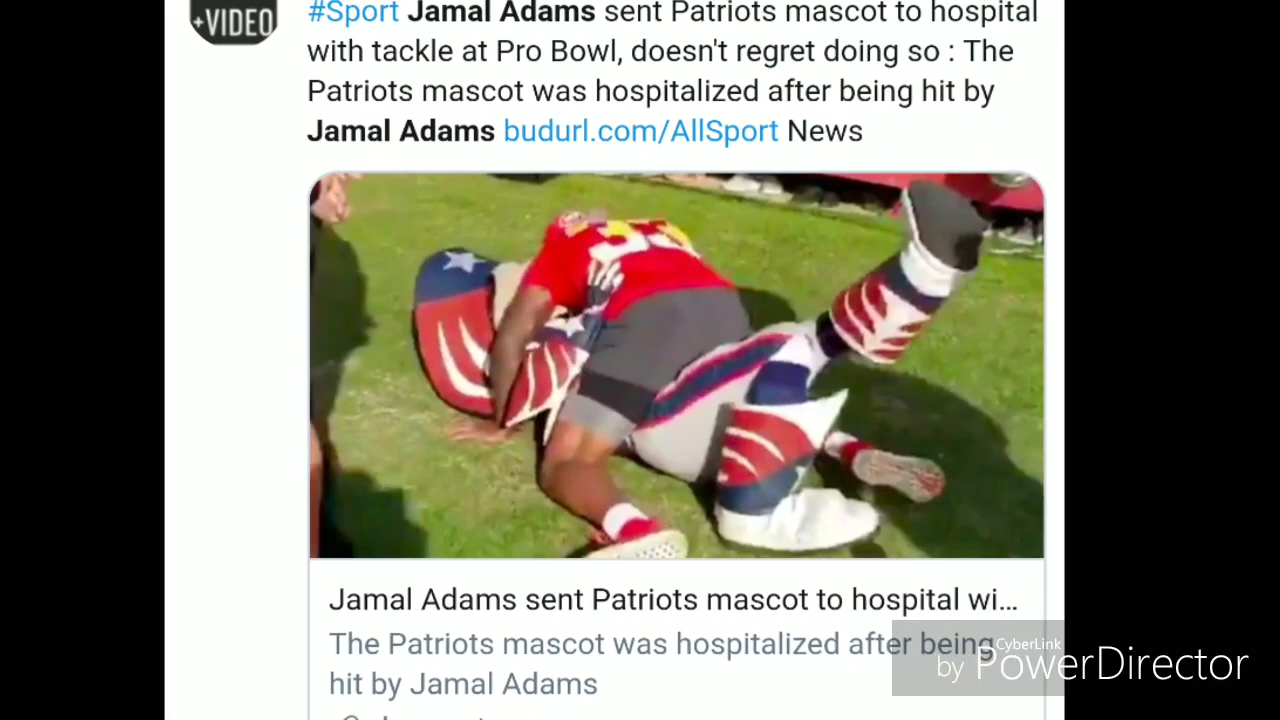 +VIDEO
#Sport Jamal Adams sent Patriots mascot to hospital
with tackle at Pro Bowl, doesn't regret doing so : The
Patriots mascot was hospitalized after being hit by
Jamal Adams budurl.com/AllSport News
33
Jamal Adams sent Patriots mascot to hospital wi...
The Patriots mascot was hospitalized after being
hit by Jamal Adams
CyberLink
by PowerDirector